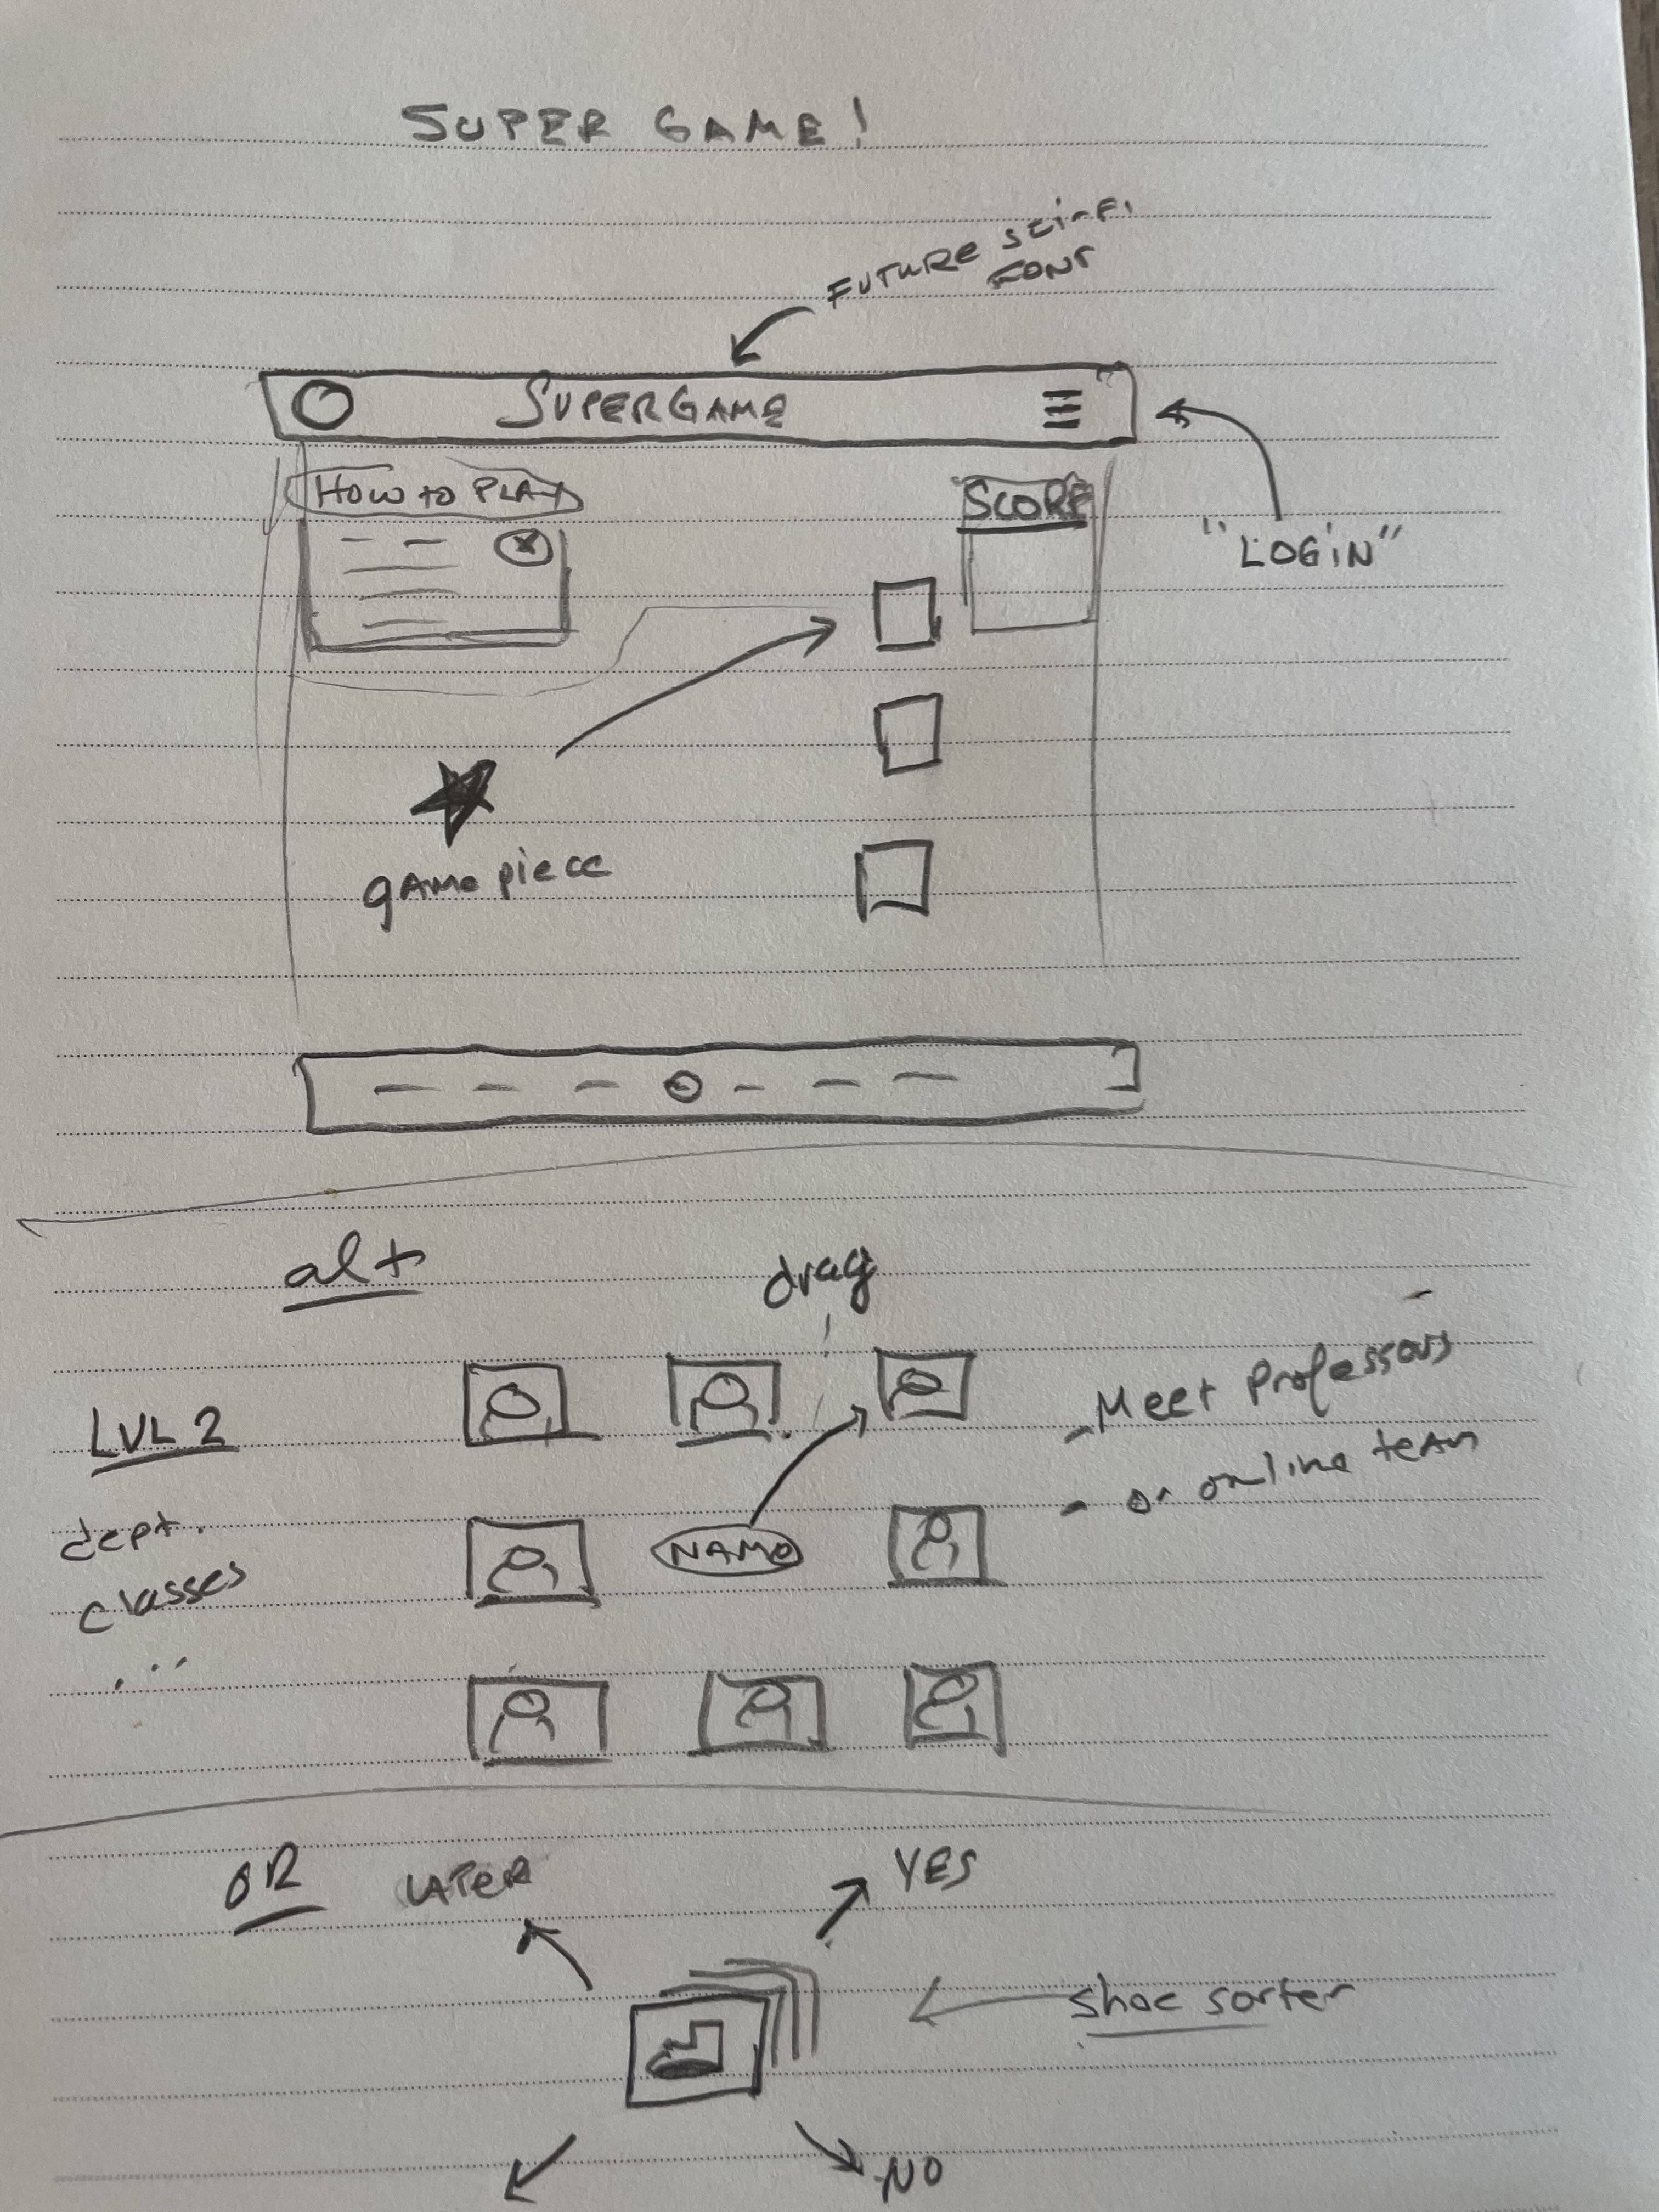 SUPER GAME!
FUTURE SCI-FI
FONT
SUPERGAME
HOW TO PLAY
SCORE
"LOGIN"
game piece
alt
drag
LVL 2
- Meet Professors
- or online team
dept.
NAME
classes
...
OR
LATER
YES
shoe sorter
NO